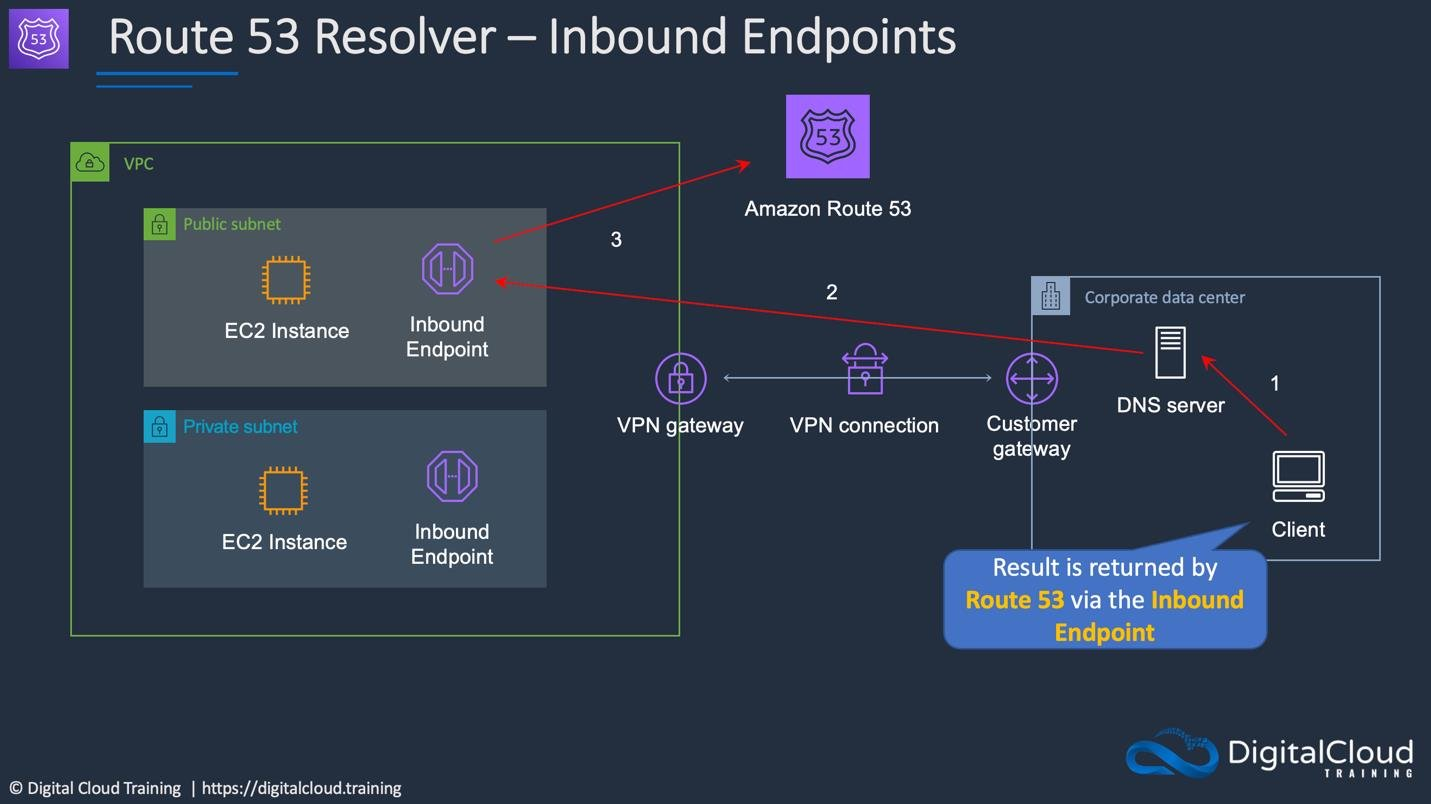 53
Route 53 Resolver – Inbound Endpoints
53
Amazon Route 53
VPC
Public subnet
EC2 Instance
Inbound
Endpoint
3
2
Corporate data center
DNS server
1
Client
VPN gateway
VPN connection
Customer
gateway
Private subnet
EC2 Instance
Inbound
Endpoint
Result is returned by
Route 53 via the Inbound
Endpoint
DigitalCloud
TRAINING
© Digital Cloud Training | https://digitalcloud.training